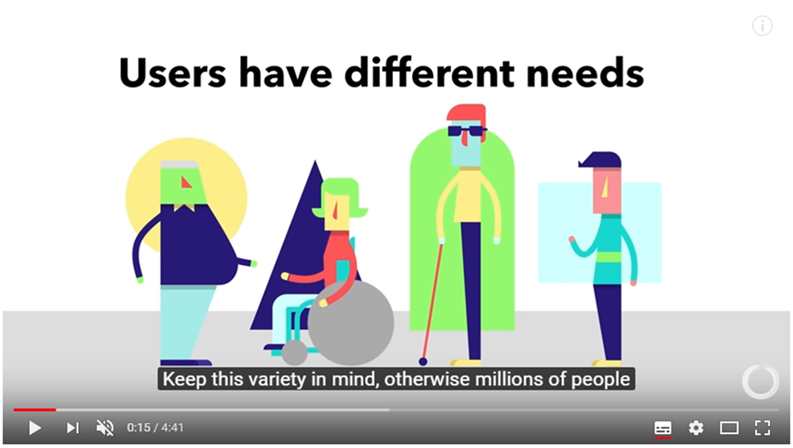 Users have different needs
Keep this variety in mind, otherwise millions of people
0:15 / 4:41